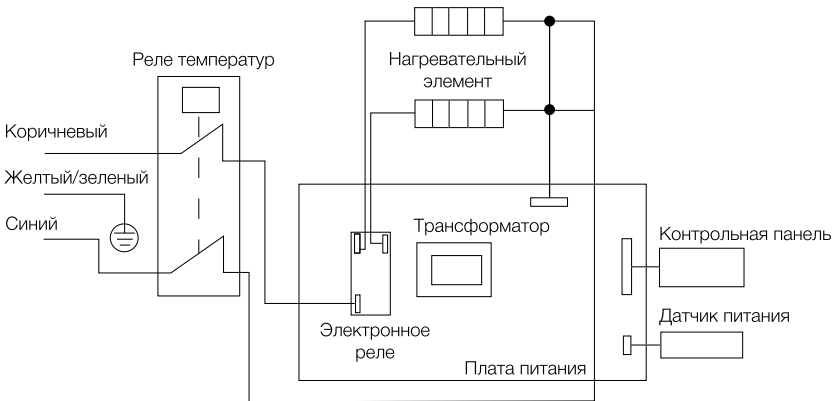 Реле температур
Нагревательный
элемент
Коричневый
Желтый/зеленый
Синий
Трансформатор
Контрольная панель
Датчик питания
Электронное
реле
Плата питания